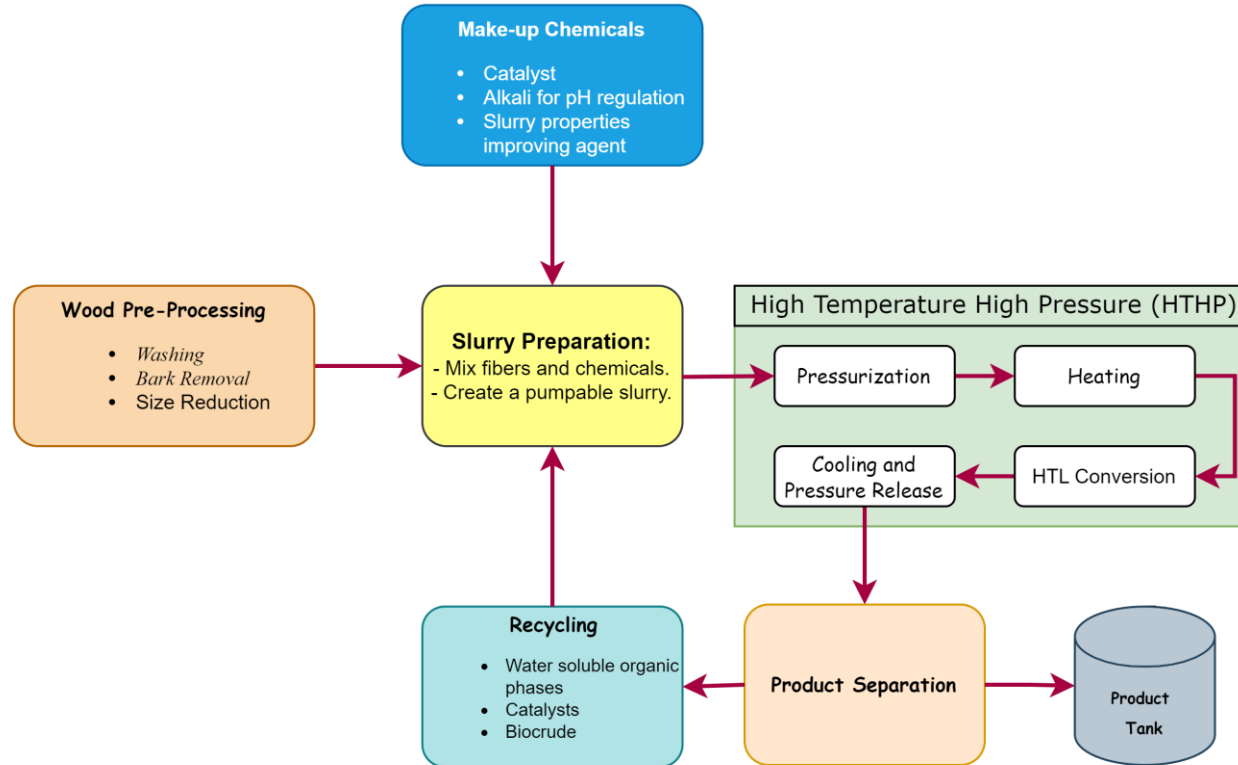 Make-up Chemicals
• Catalyst
• Alkali for pH regulation
• Slurry properties
improving agent
Wood Pre-Processing
• Washing
• Bark Removal
• Size Reduction
Slurry Preparation:
- Mix fibers and chemicals.
- Create a pumpable slurry.
High Temperature High Pressure (HTHP)
Pressurization
Heating
Cooling and
Pressure Release
HTL Conversion
Recycling
• Water soluble organic
phases
• Catalysts
• Biocrude
Product Separation
Product
Tank